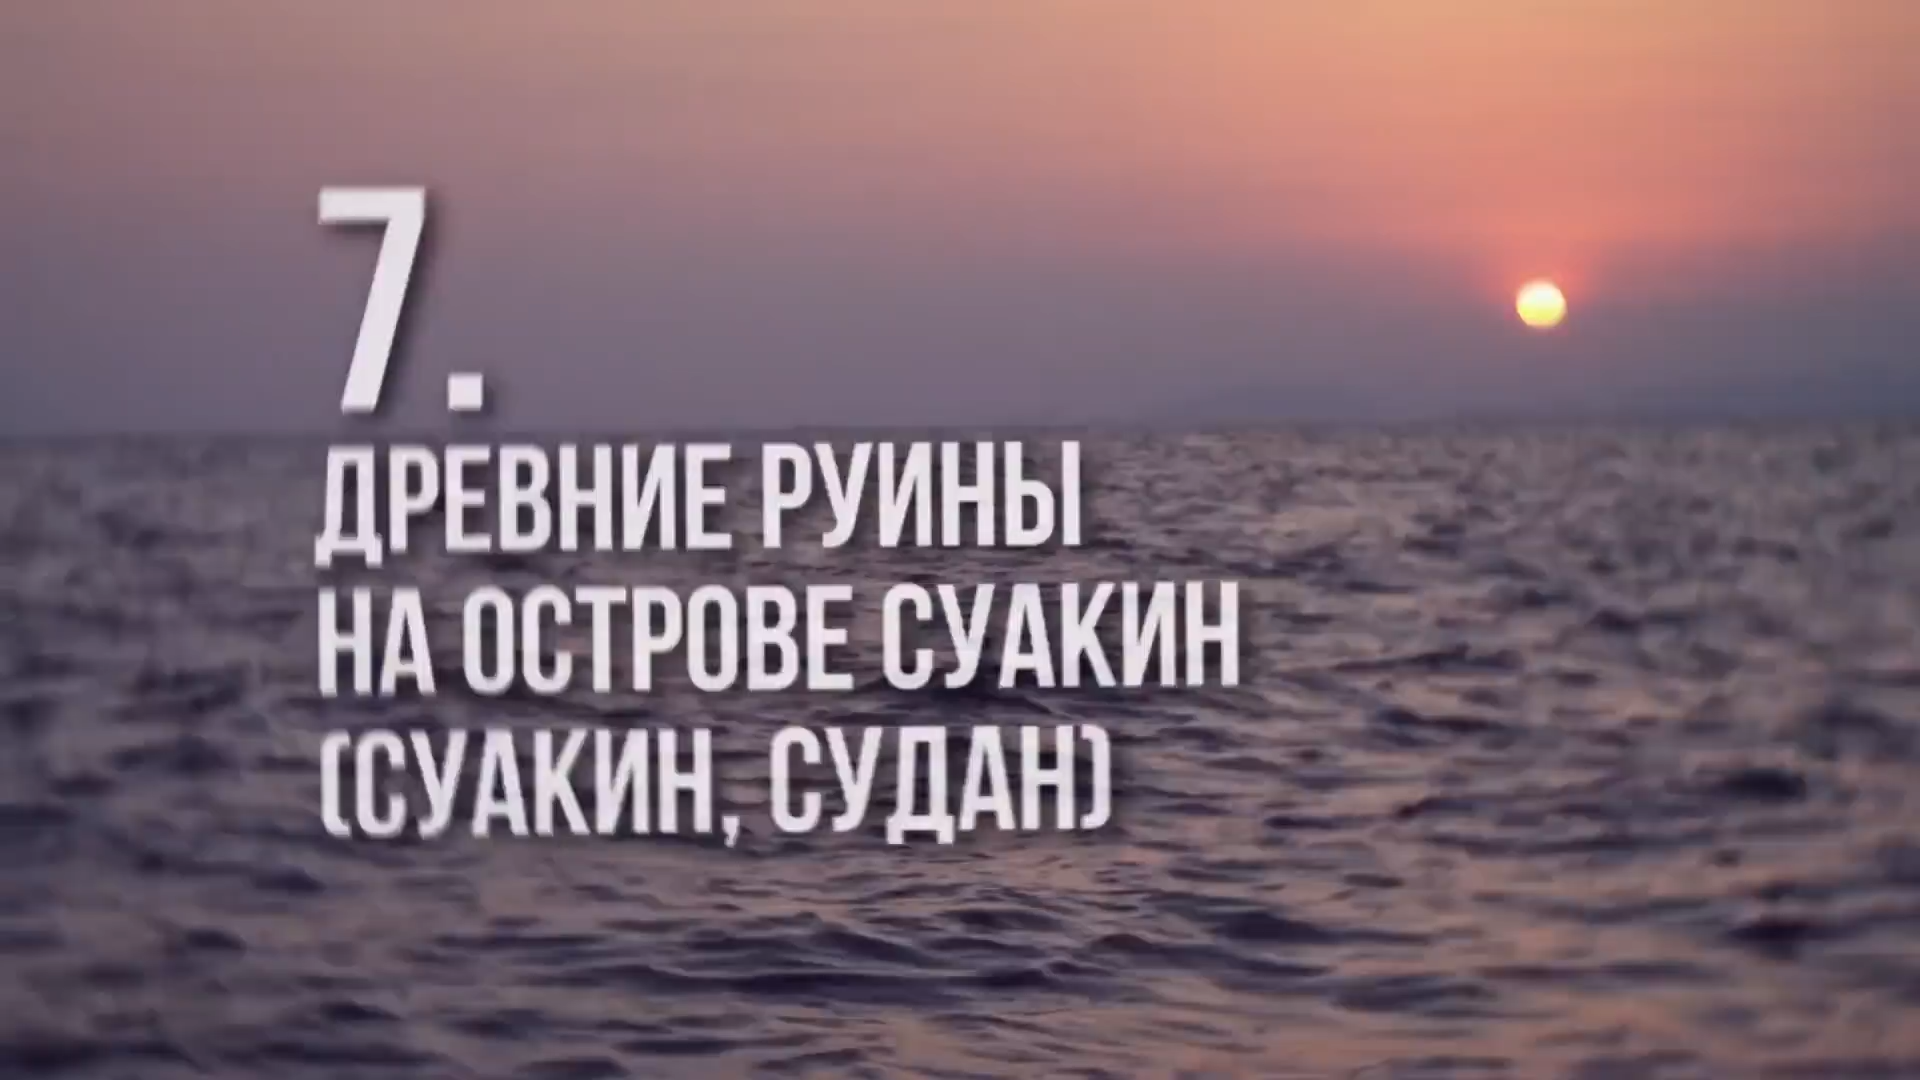 7.
ДРЕВНИЕ РУИНЫ
НА ОСТРОВЕ СУАКИН
(СУАКИН, СУДАН)